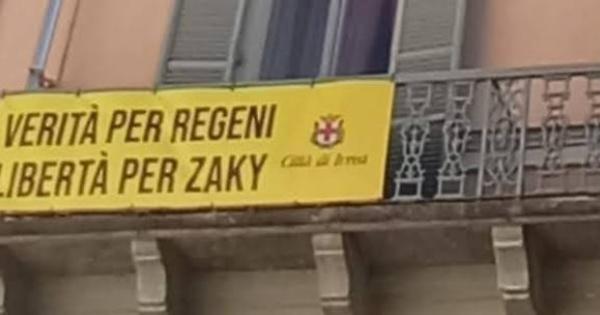 VERITÀ PER REGENI
LIBERTÀ PER ZAKY
Città di Ivrea